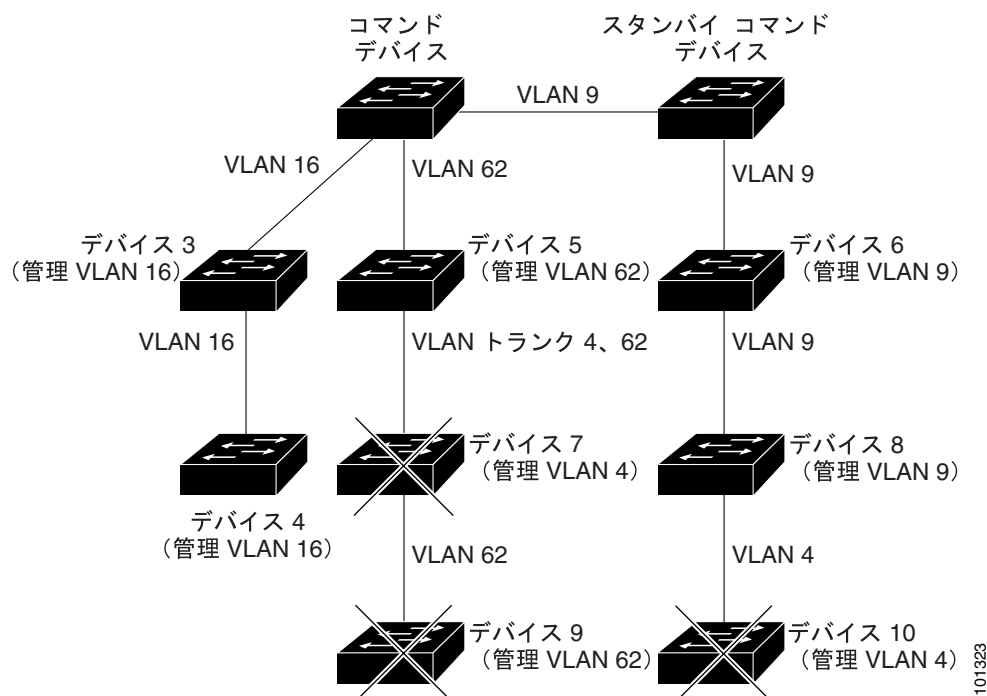 コマンド
デバイス
スタンバイ コマンド
デバイス
VLAN 9
VLAN 16
VLAN 62
VLAN 9
デバイス 3
（管理 VLAN 16）
デバイス 5
（管理 VLAN 62）
デバイス 6
（管理 VLAN 9）
VLAN 16
VLAN トランク 4、62
VLAN 9
デバイス 4
（管理 VLAN 16）
デバイス 7
（管理 VLAN 4）
デバイス 8
（管理 VLAN 9）
VLAN 62
VLAN 4
デバイス 9
（管理 VLAN 62）
デバイス 10
（管理 VLAN 4）
101323